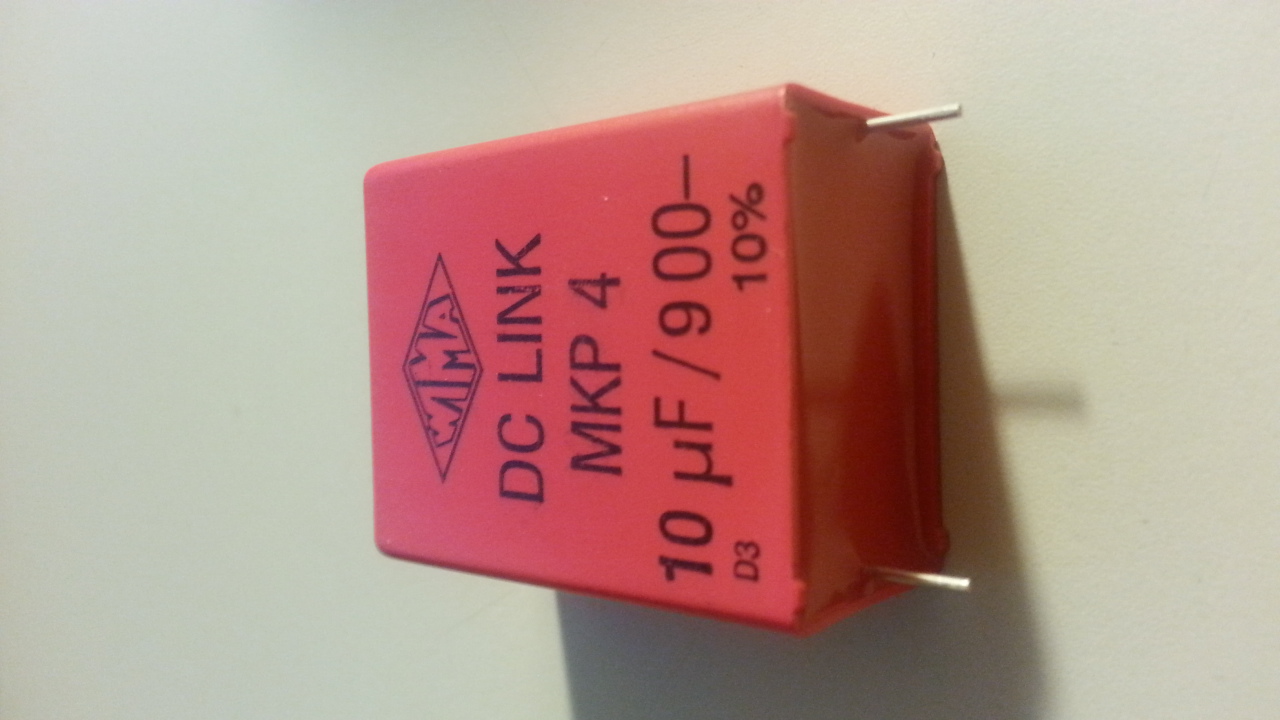 WIMA
DC LINK
MKP 4
10 µF/900–
D3 10%